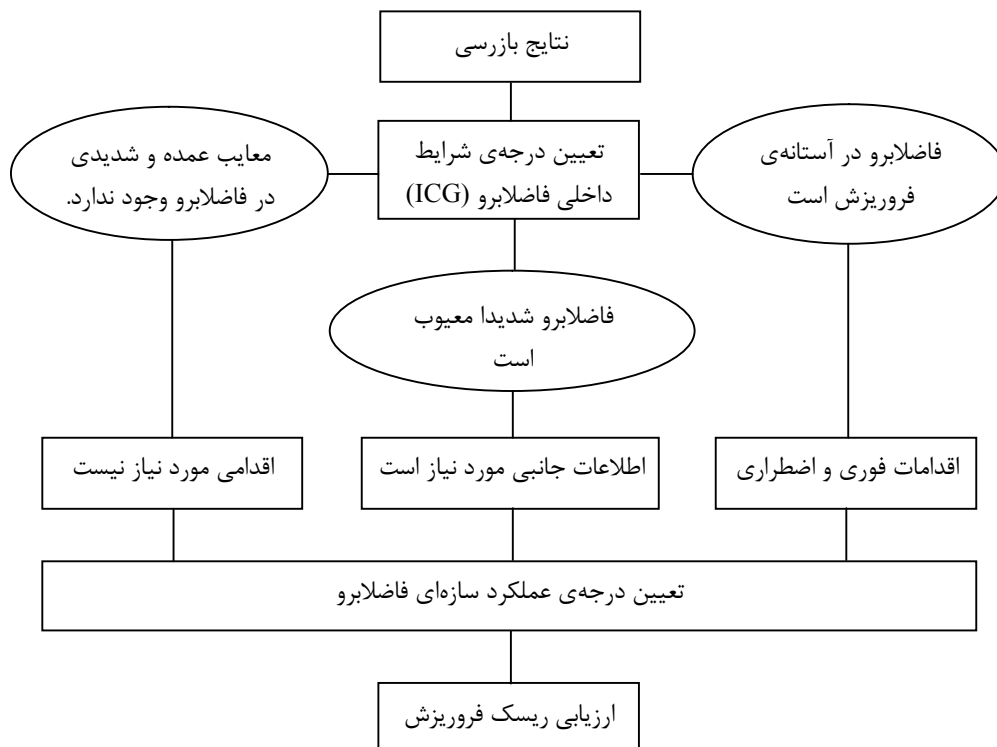 نتایج بازرسی
تعیین درجه‌ی شرایط
داخلی فاضلابرو (ICG)
فاضلابرو در آستانه‌ی
فروریزش است
معایب عمده و شدیدی
در فاضلابرو وجود ندارد.
فاضلابرو شدیدا معیوب
است
اقدامات فوری و اضطراری
اطلاعات جانبی مورد نیاز است
اقدامی مورد نیاز نیست
تعیین درجه‌ی عملکرد سازه‌ای فاضلابرو
ارزیابی ریسک فروریزش